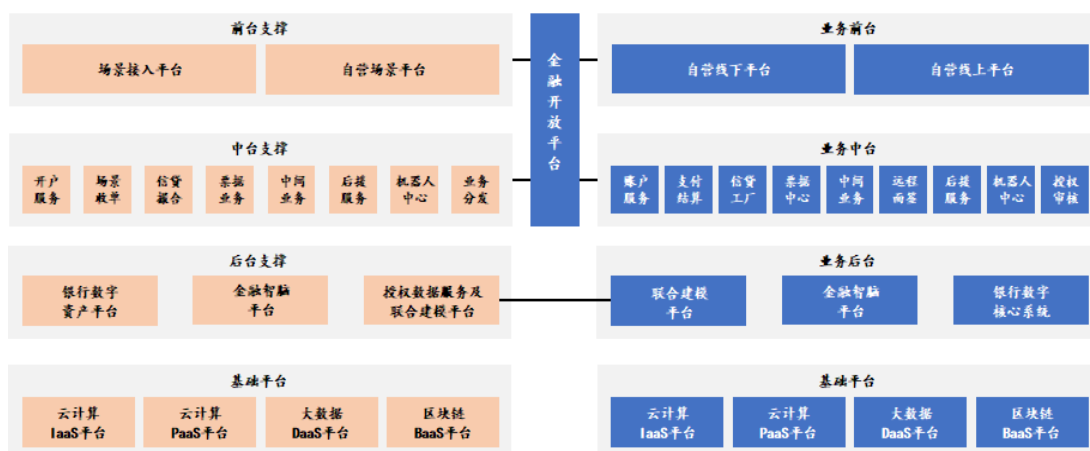 前台支撑
场景接入平台
自营场景平台
中台支撑
开户
服务
场景
收单
信贷
撮合
票据
业务
中间
业务
后援
服务
机器人
中心
业务
分发
后台支撑
银行数字
资产平台
金融智脑
平台
授权数据服务及
联合建模平台
基础平台
云计算
IaaS平台
云计算
PaaS平台
大数据
DaaS平台
区块链
BaaS平台
金融开放平台
业务前台
自营线下平台
自营线上平台
业务中台
账户
服务
支付
结算
信贷
工厂
票据
中心
中间
业务
远程
面签
后援
服务
机器人
中心
授权
审核
业务后台
联合建模
平台
金融智脑
平台
银行数字
核心系统
基础平台
云计算
IaaS平台
云计算
PaaS平台
大数据
DaaS平台
区块链
BaaS平台